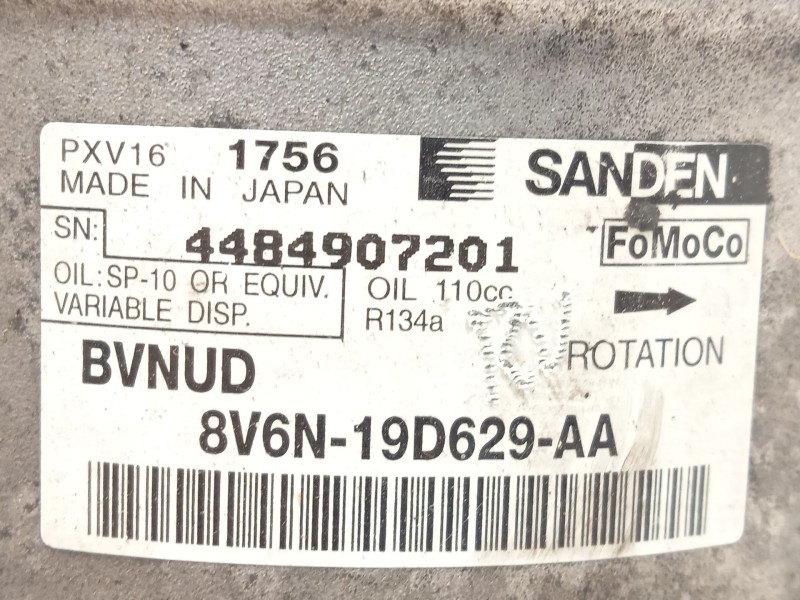 PXV16 1756 SANDEN
MADE IN JAPAN
SN: 4484907201 FoMoCo
OIL:SP-10 OR EQUIV. OIL 110cc
VARIABLE DISP. R134a
ROTATION
BVNUD
8V6N-19D629-AA